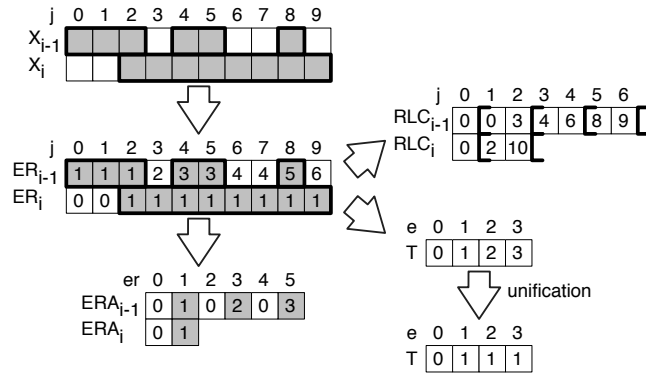 j 0 1 2 3 4 5 6 7 8 9
X_{i-1}
X_i
j 0 1 2 3 4 5 6
RLC_{i-1} 0 0 3 4 6 8 9
RLC_i 0 2 10
j 0 1 2 3 4 5 6 7 8 9
ER_{i-1} 1 1 1 2 3 3 4 4 5 6
ER_i 0 0 1 1 1 1 1 1 1 1
e 0 1 2 3
T 0 1 2 3
er 0 1 2 3 4 5
ERA_{i-1} 0 1 0 2 0 3
ERA_i 0 1
unification
e 0 1 2 3
T 0 1 1 1